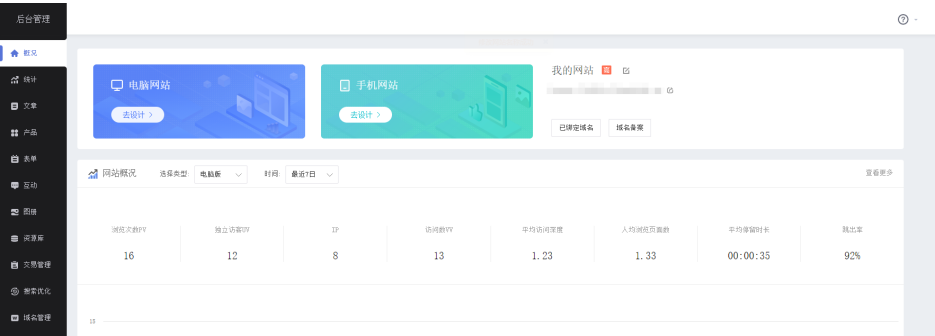 后台管理
概况
统计
文章
产品
表单
互动
图册
资源库
交易管理
搜索优化
域名管理
电脑网站
去设计 >
手机网站
去设计 >
我的网站
已绑定域名
域名备案
网站概况
选择类型:
电脑版
时间:
最近7日
查看更多
浏览次数PV
独立访客UV
IP
访问数VV
平均访问深度
人均浏览页面数
平均停留时长
跳出率
16
12
8
13
1.23
1.33
00:00:35
92%